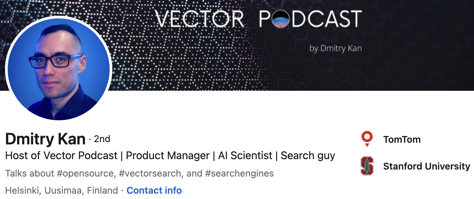 VECTOR PODCAST
by Dmitry Kan
Dmitry Kan · 2nd
Host of Vector Podcast | Product Manager | AI Scientist | Search guy
Talks about #opensource, #vectorsearch, and #searchengines
Helsinki, Uusimaa, Finland · Contact info
TomTom
Stanford University